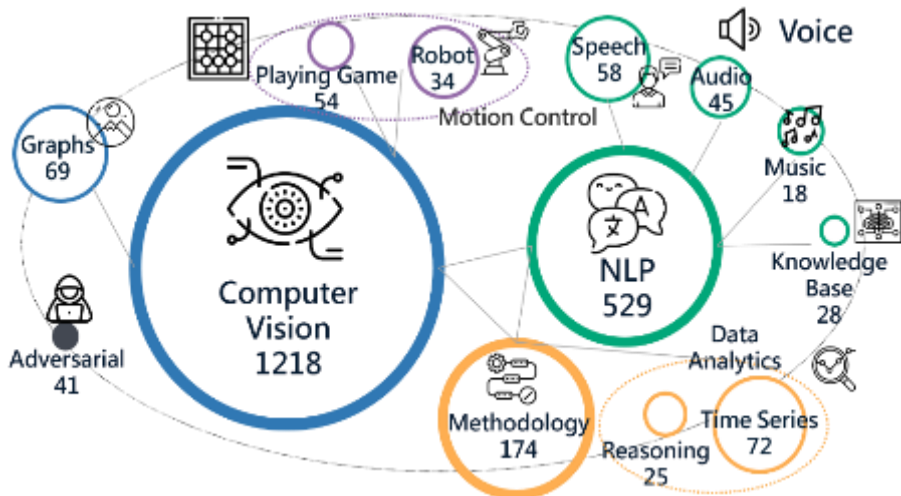 Playing Game
54
Robot
34
Motion Control
Speech
58
Voice
Audio
45
Graphs
69
Music
18
A
文
NLP
529
Computer
Vision
1218
Knowledge
Base
28
Adversarial
41
Data
Analytics
Methodology
174
Reasoning
25
Time Series
72